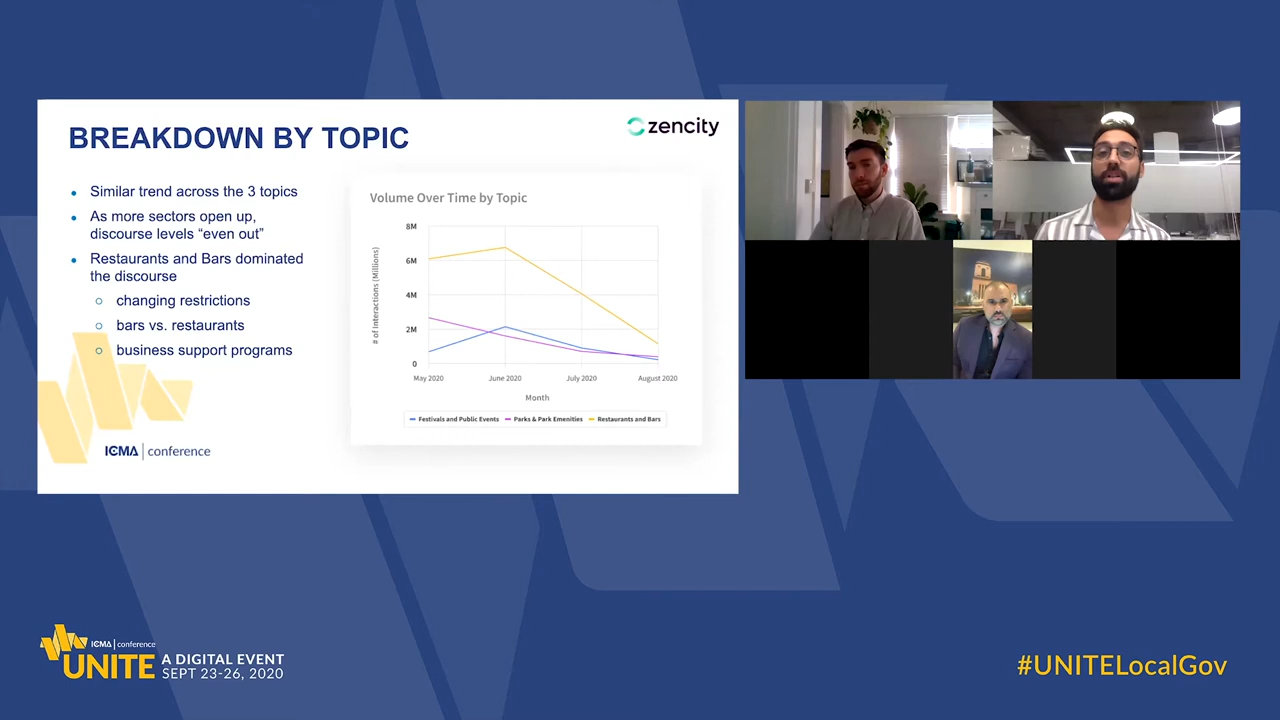 BREAKDOWN BY TOPIC
zencity
Similar trend across the 3 topics
As more sectors open up,
discourse levels “even out”
Restaurants and Bars dominated
the discourse
changing restrictions
bars vs. restaurants
business support programs
ICMA | conference
Volume Over Time by Topic
# of Interactions (Millions)
8M
6M
4M
2M
0
May 2020
June 2020
July 2020
August 2020
Month
Festivals and Public Events
Parks & Park Emenities
Restaurants and Bars
ICMA | conference
UNITE
A DIGITAL EVENT
SEPT 23-26, 2020
#UNITELocalGov